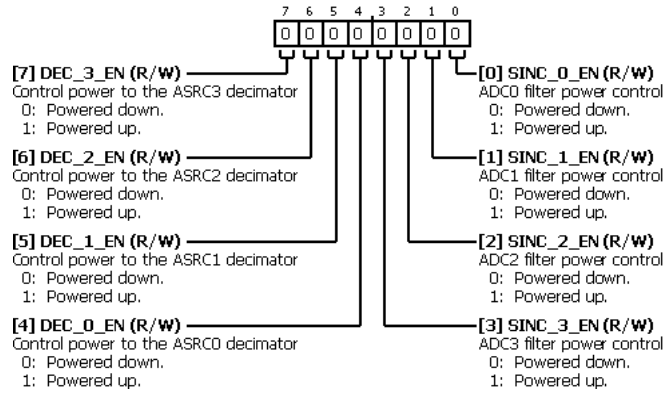 7 6 5 4 3 2 1 0
0 0 0 0 0 0 0 0
[7] DEC_3_EN (R/W)
Control power to the ASRC3 decimator
0: Powered down.
1: Powered up.
[6] DEC_2_EN (R/W)
Control power to the ASRC2 decimator
0: Powered down.
1: Powered up.
[5] DEC_1_EN (R/W)
Control power to the ASRC1 decimator
0: Powered down.
1: Powered up.
[4] DEC_0_EN (R/W)
Control power to the ASRC0 decimator
0: Powered down.
1: Powered up.
[0] SINC_0_EN (R/W)
ADC0 filter power control
0: Powered down.
1: Powered up.
[1] SINC_1_EN (R/W)
ADC1 filter power control
0: Powered down.
1: Powered up.
[2] SINC_2_EN (R/W)
ADC2 filter power control
0: Powered down.
1: Powered up.
[3] SINC_3_EN (R/W)
ADC3 filter power control
0: Powered down.
1: Powered up.